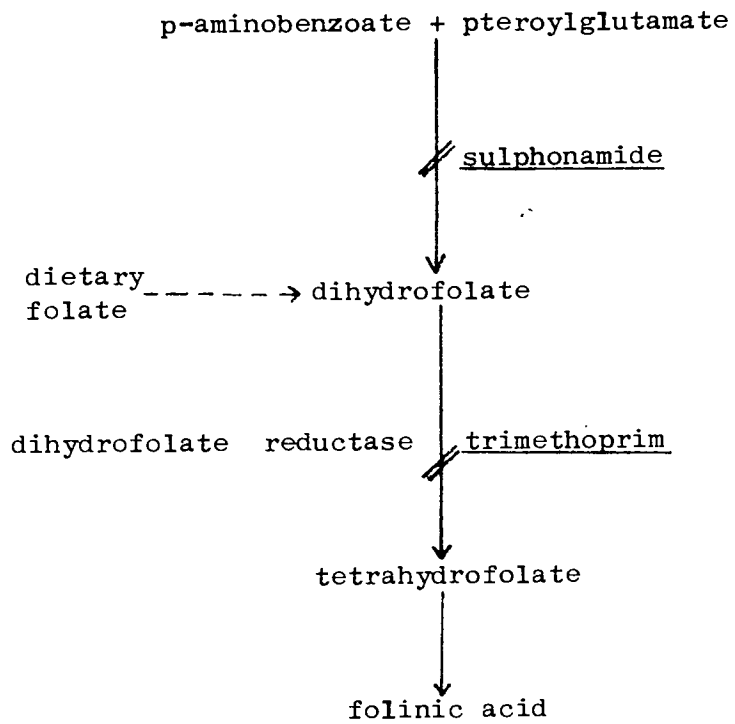 p-aminobenzoate + pteroylglutamate
sulphonamide
dietary
folate
dihydrofolate
dihydrofolate reductase
trimethoprim
tetrahydrofolate
folinic acid